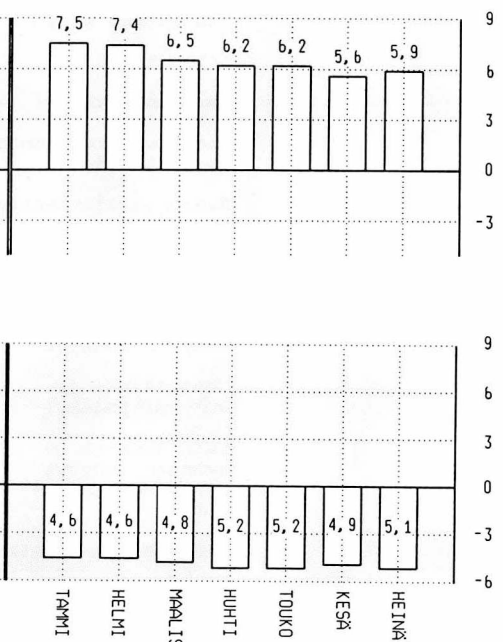 7,5 7,4 6,5 6,2 6,2 5,6 5,9
9
6
3
0
-3
9
6
3
0
4,6 4,6 4,8 5,2 5,2 4,9 5,1
-3
-6
TAMMI
HELMI
MAALIS
HUHTI
TOUKO
KESÄ
HEINÄ